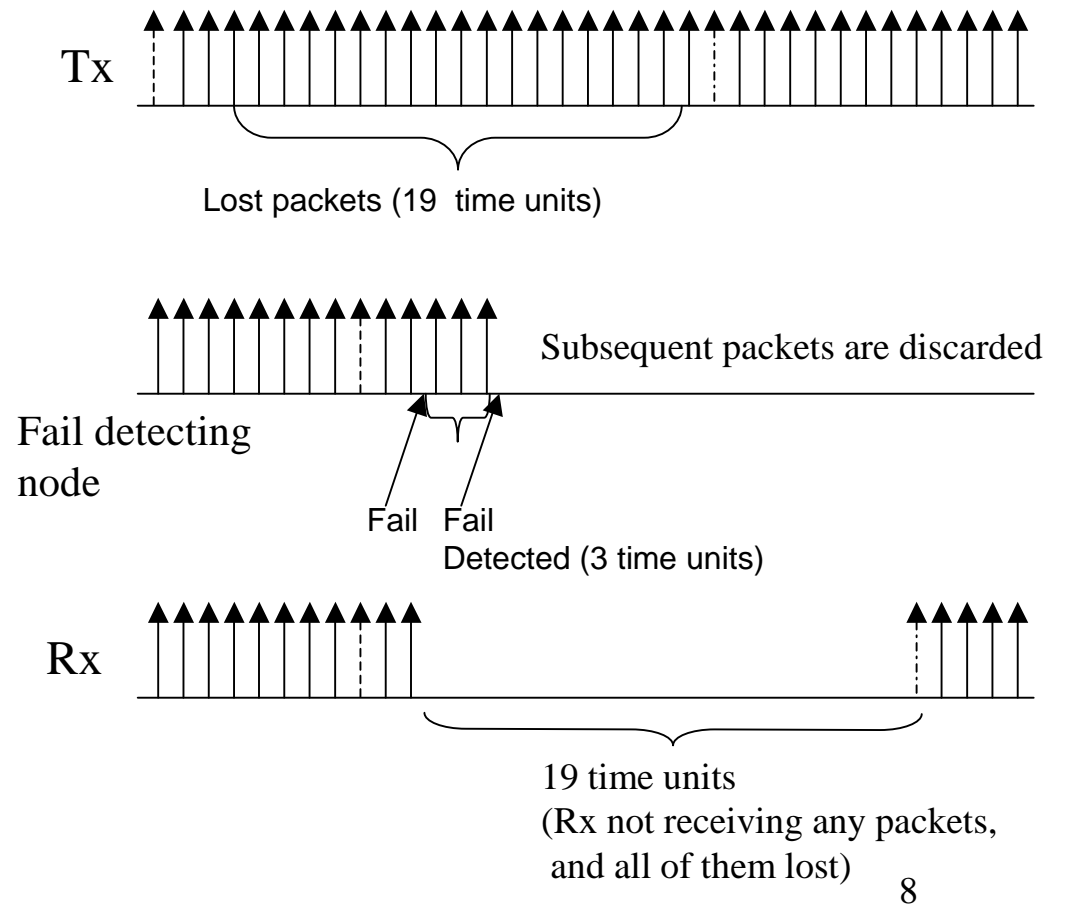 Tx
Lost packets (19 time units)
Subsequent packets are discarded
Fail detecting
node
Fail
Fail
Detected (3 time units)
Rx
19 time units
(Rx not receiving any packets,
and all of them lost)
8